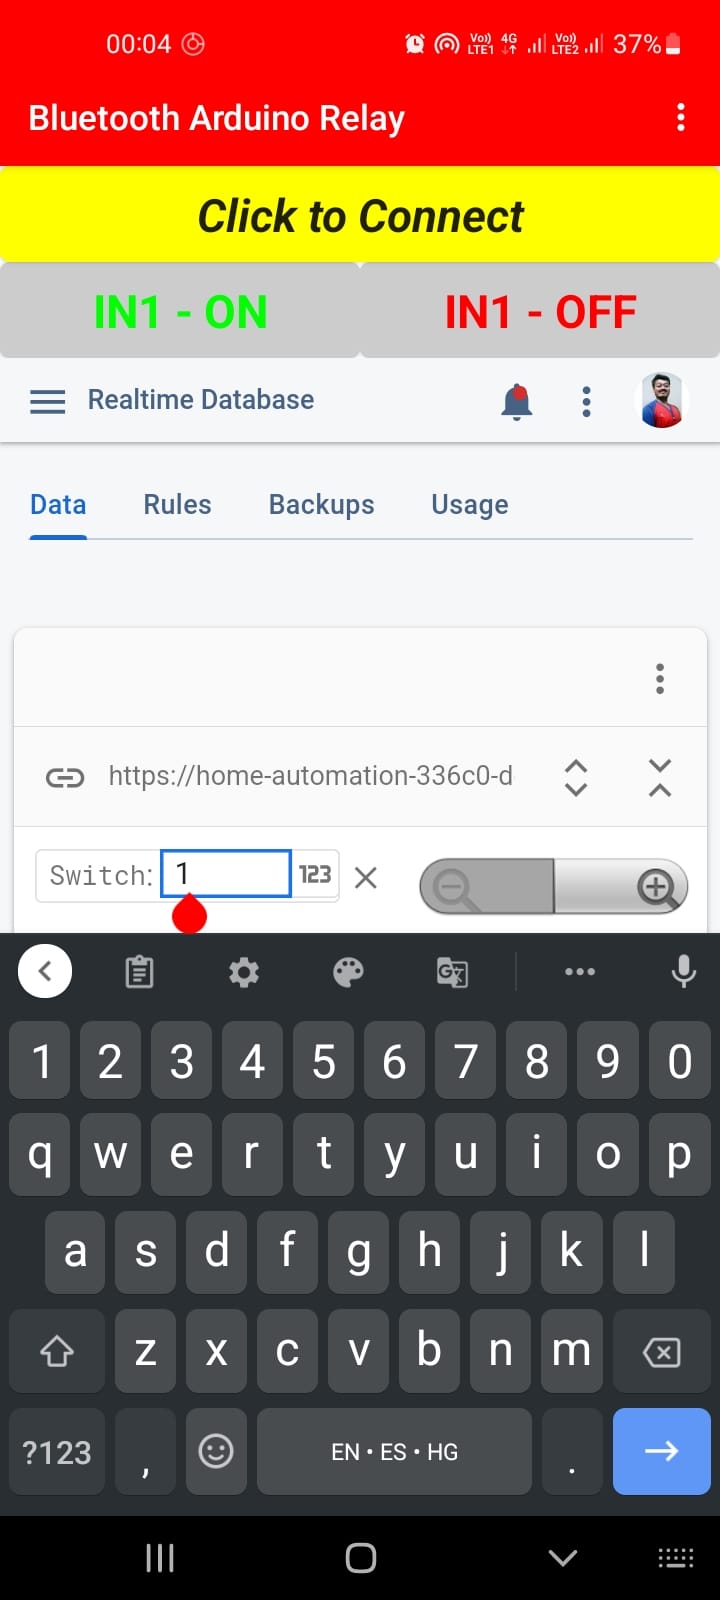 00:04 Vo)) LTE1 4G Vo)) LTE2 37%
Bluetooth Arduino Relay
Click to Connect
IN1 - ON IN1 - OFF
Realtime Database
Data Rules Backups Usage
https://home-automation-336c0-d
Switch: 1 123
1 2 3 4 5 6 7 8 9 0
q w e r t y u i o p
a s d f g h j k l
z x c v b n m
?123 , EN • ES • HG .